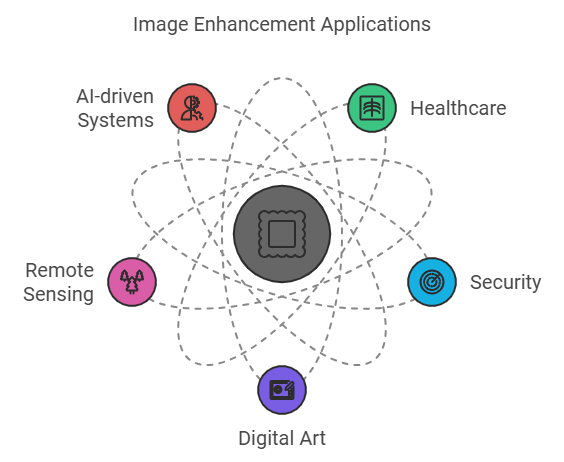 Image Enhancement Applications
AI-driven
Systems
Healthcare
Remote
Sensing
Security
Digital Art